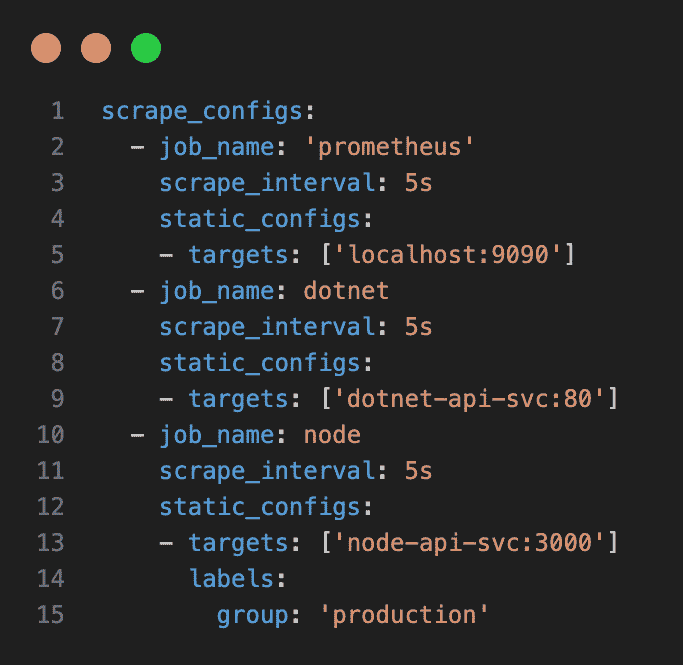 1 scrape_configs:
2   - job_name: 'prometheus'
3     scrape_interval: 5s
4     static_configs:
5     - targets: ['localhost:9090']
6   - job_name: dotnet
7     scrape_interval: 5s
8     static_configs:
9     - targets: ['dotnet-api-svc:80']
10   - job_name: node
11     scrape_interval: 5s
12     static_configs:
13     - targets: ['node-api-svc:3000']
14       labels:
15         group: 'production'